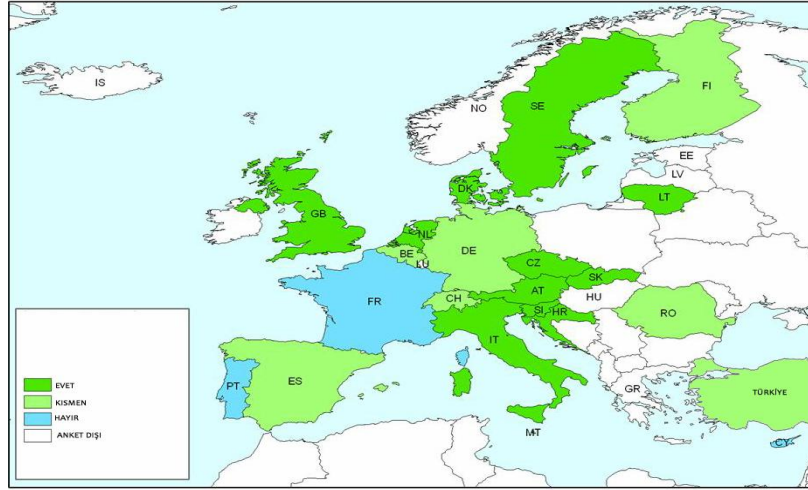 IS
NO
SE
FI
EE
LV
LT
DK
GB
NL
BE
DE
LU
CZ
SK
AT
HU
FR
CH
SI
HR
RO
IT
PT
ES
GR
TÜRKİYE
MT
CY
EVET
KISMEN
HAYIR
ANKET DIŞI